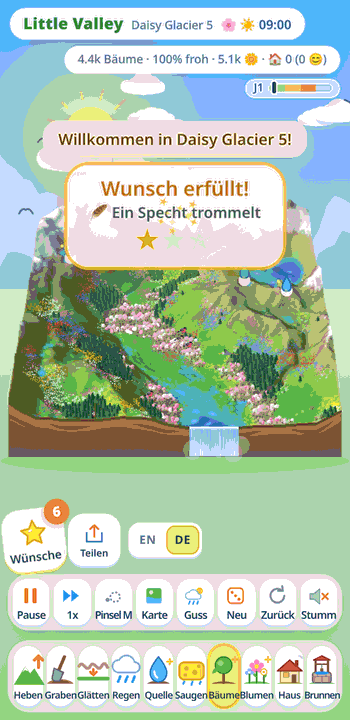 Little Valley Daisy Glacier 5 🌸 ☀️ 09:00
4.4k Bäume · 100% froh · 5.1k 🌼 · 🏠 0 (0 😊)
J1
Willkommen in Daisy Glacier 5!
Wunsch erfüllt!
🪶 Ein Specht trommelt
6
Wünsche
Teilen
EN DE
Pause 1x Pinsel M Karte Guss Neu Zurück Stumm
Heben Graben Glätten Regen Quelle Saugen Bäume Blumen Haus Brunnen